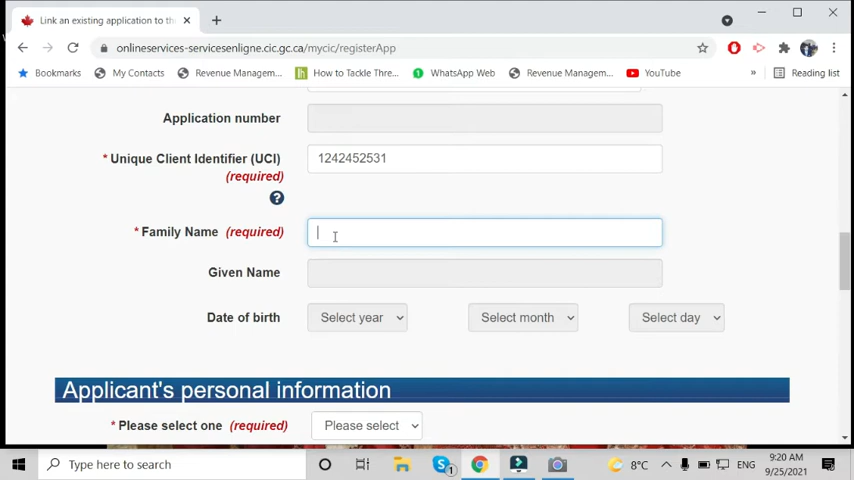 Link an existing application to th
onlineservices-servicesenligne.cic.gc.ca/mycic/registerApp
Bookmarks My Contacts Revenue Managem... How to Tackle Thre... WhatsApp Web Revenue Managem... YouTube » Reading list
Application number
* Unique Client Identifier (UCI) 1242452531
(required)
?
* Family Name (required)
Given Name
Date of birth Select year Select month Select day
Applicant's personal information
* Please select one (required) Please select
Type here to search 1 8°C ENG 9:20 AM
9/25/2021